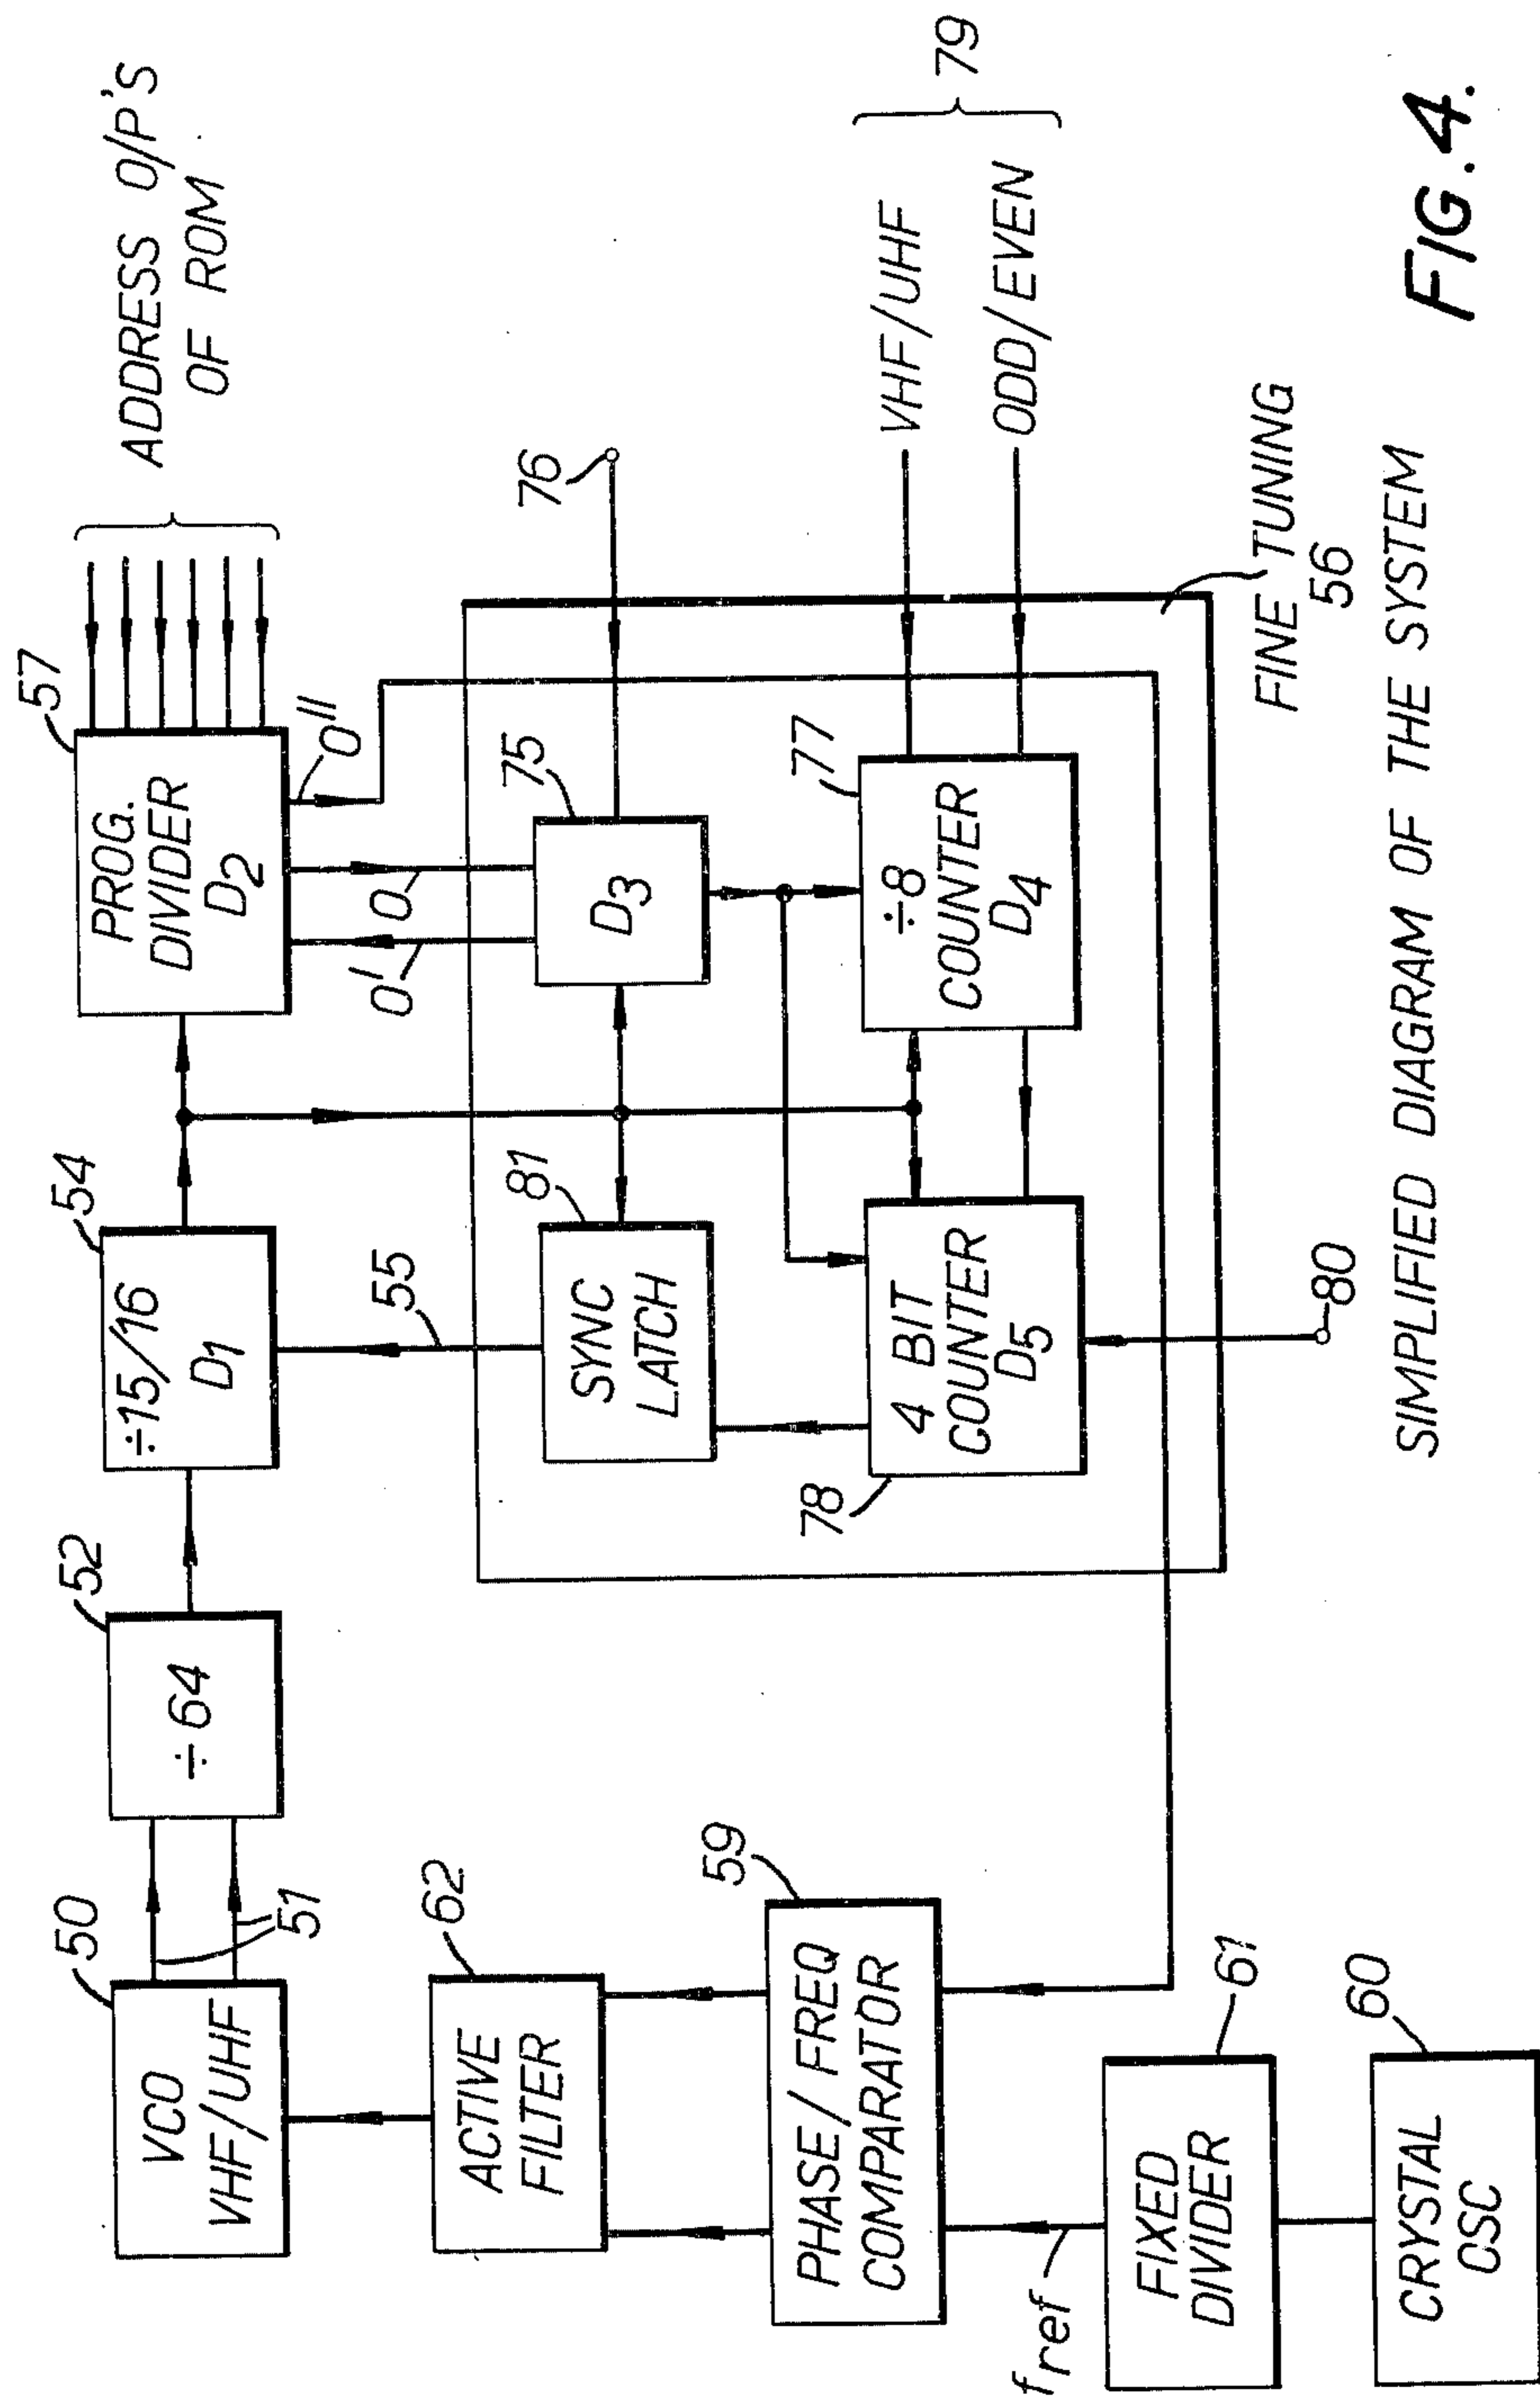 50
VCO
VHF/UHF
51
52
÷64
54
÷15/16
D1
57
PROG.
DIVIDER
D2
ADDRESS O/P'S
OF ROM
55
O'
O
O"
62
ACTIVE
FILTER
81
SYNC
LATCH
75
D3
76
59
PHASE/FREQ
COMPARATOR
78
4 BIT
COUNTER
D5
77
÷8
COUNTER
D4
VHF/UHF
ODD/EVEN
79
fref
61
FIXED
DIVIDER
80
FINE TUNING
56
60
CRYSTAL
OSC
SIMPLIFIED DIAGRAM OF THE SYSTEM
FIG. 4.